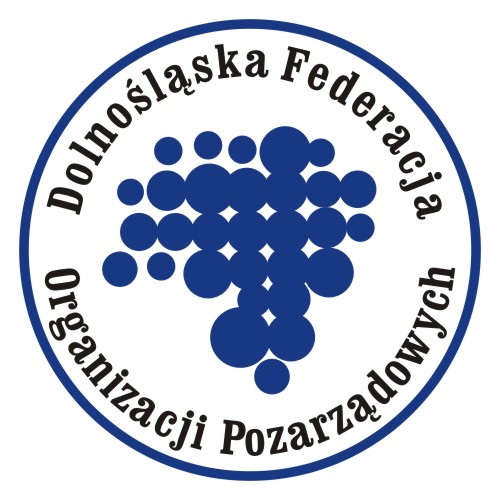 Dolnośląska Federacja
Organizacji Pozarządowych